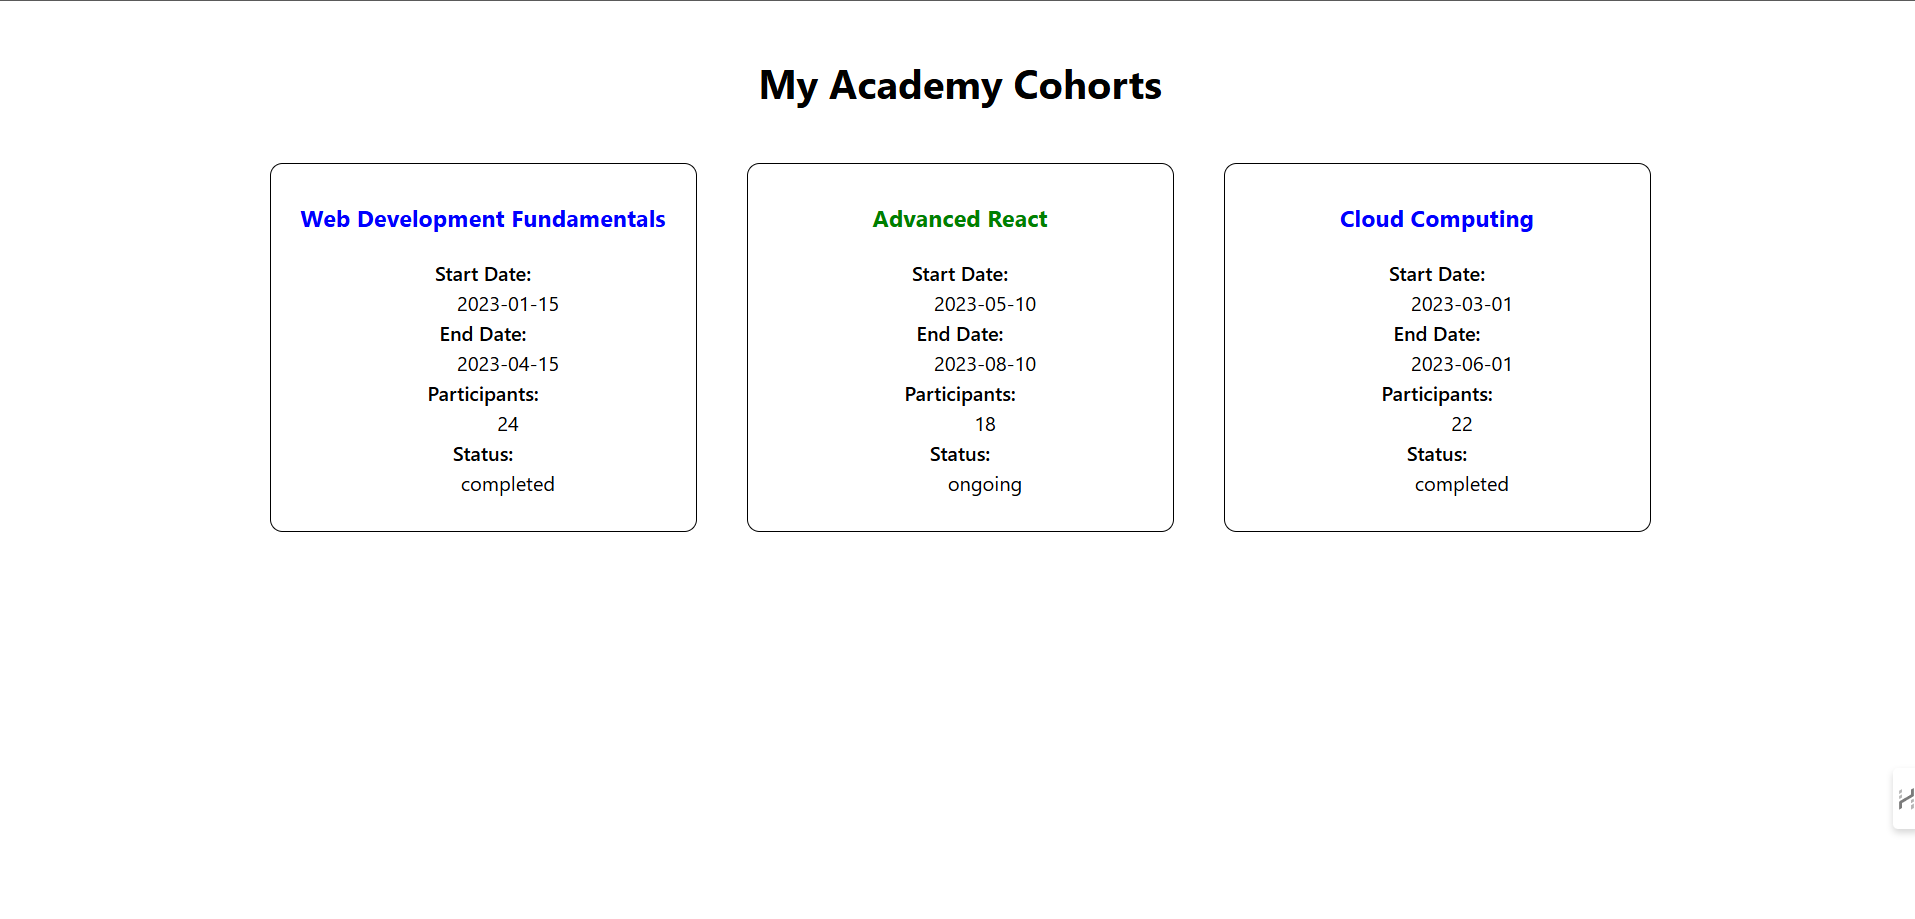 My Academy Cohorts
Web Development Fundamentals
Start Date:
2023-01-15
End Date:
2023-04-15
Participants:
24
Status:
completed
Advanced React
Start Date:
2023-05-10
End Date:
2023-08-10
Participants:
18
Status:
ongoing
Cloud Computing
Start Date:
2023-03-01
End Date:
2023-06-01
Participants:
22
Status:
completed